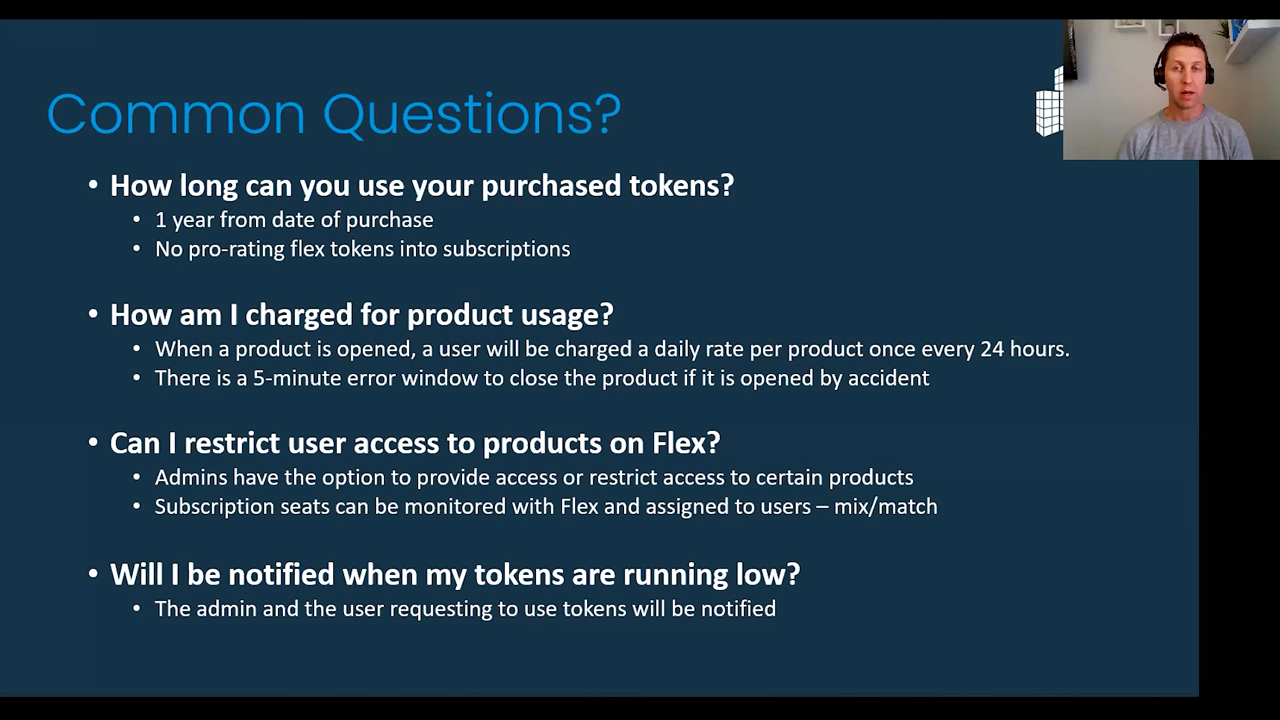 Common Questions?
• How long can you use your purchased tokens?
• 1 year from date of purchase
• No pro-rating flex tokens into subscriptions
• How am I charged for product usage?
• When a product is opened, a user will be charged a daily rate per product once every 24 hours.
• There is a 5-minute error window to close the product if it is opened by accident
• Can I restrict user access to products on Flex?
• Admins have the option to provide access or restrict access to certain products
• Subscription seats can be monitored with Flex and assigned to users – mix/match
• Will I be notified when my tokens are running low?
• The admin and the user requesting to use tokens will be notified